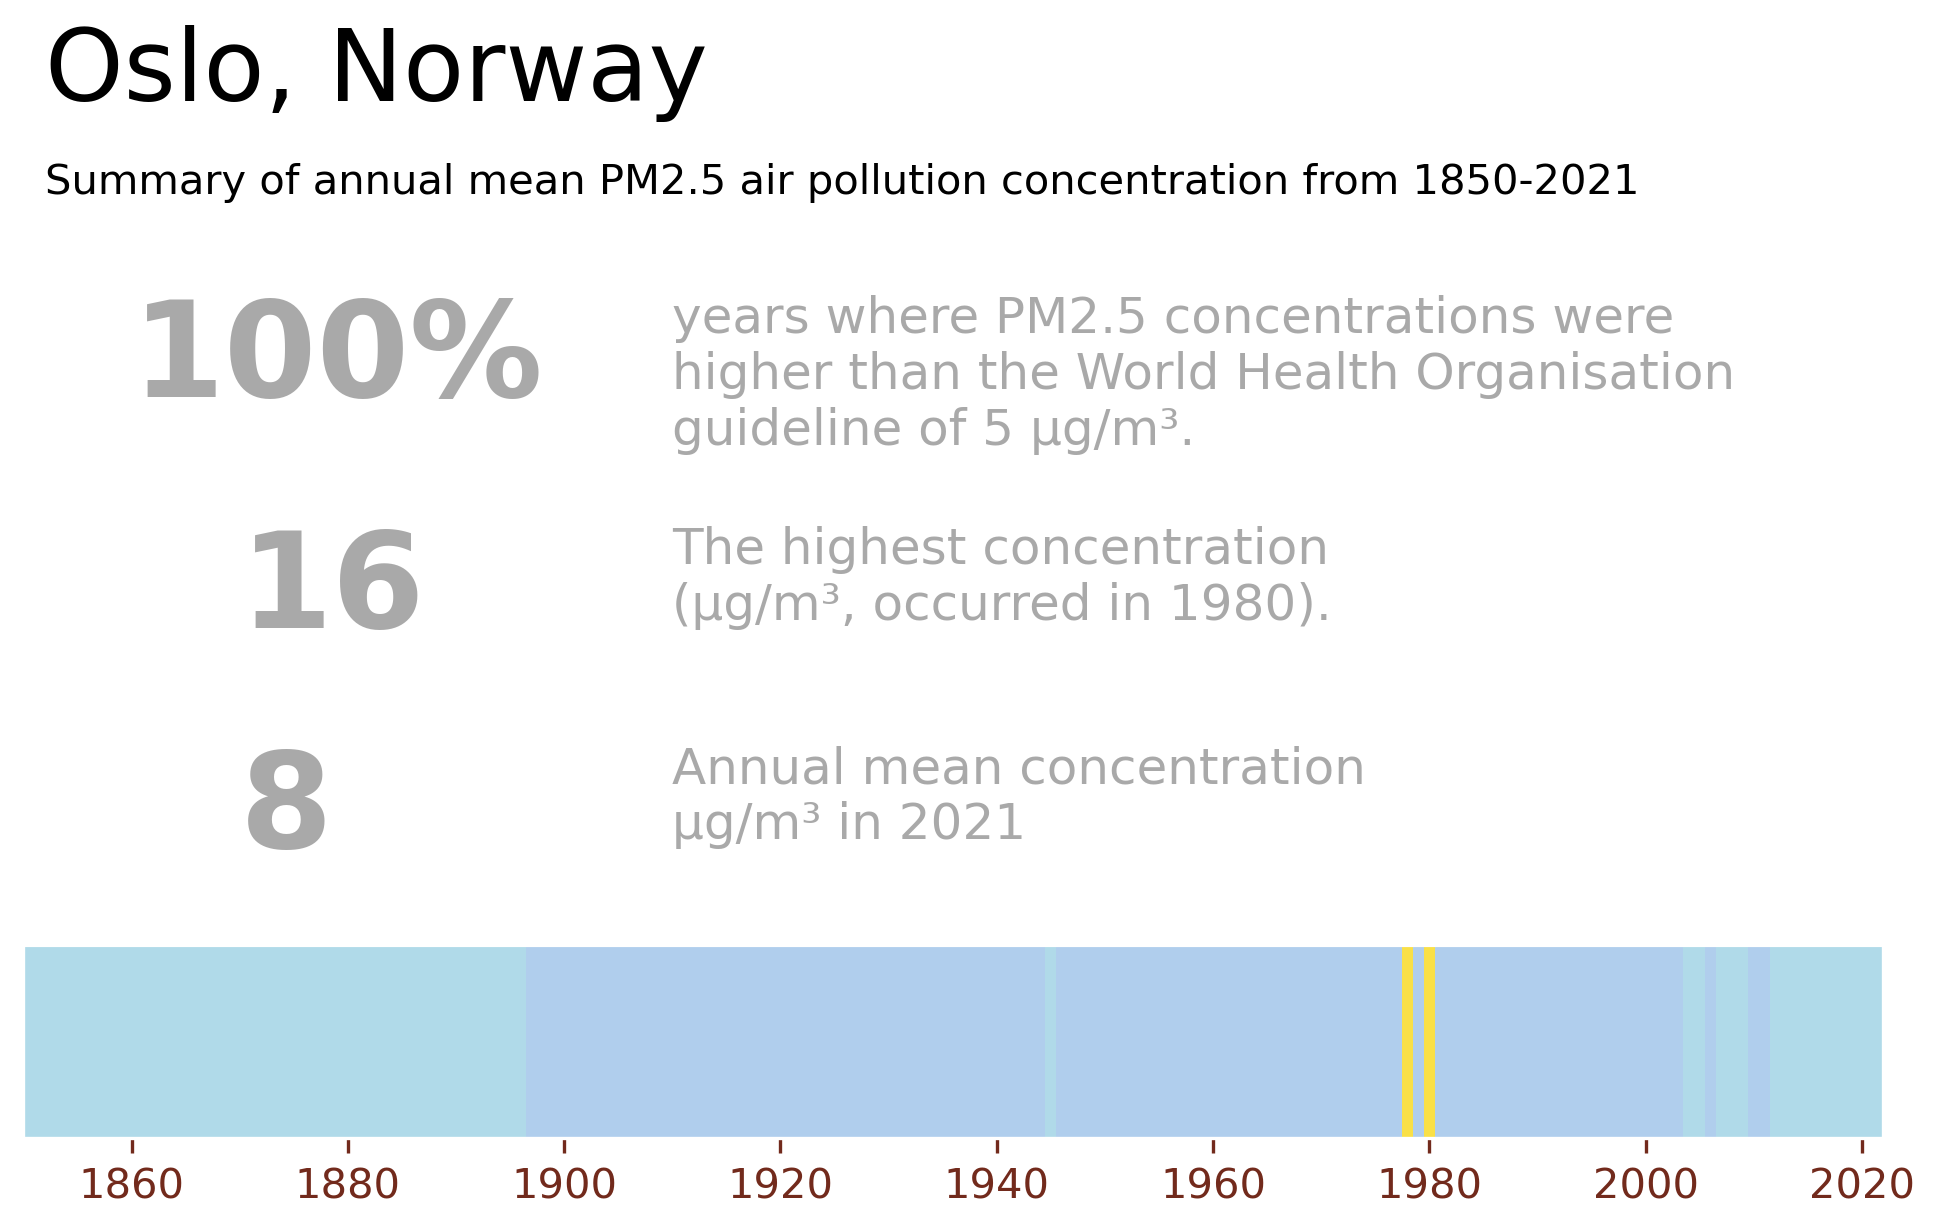 Oslo, Norway
Summary of annual mean PM2.5 air pollution concentration from 1850-2021
100%
years where PM2.5 concentrations were
higher than the World Health Organisation
guideline of 5 µg/m³.
16
The highest concentration
(µg/m³, occurred in 1980).
8
Annual mean concentration
µg/m³ in 2021
1860 1880 1900 1920 1940 1960 1980 2000 2020